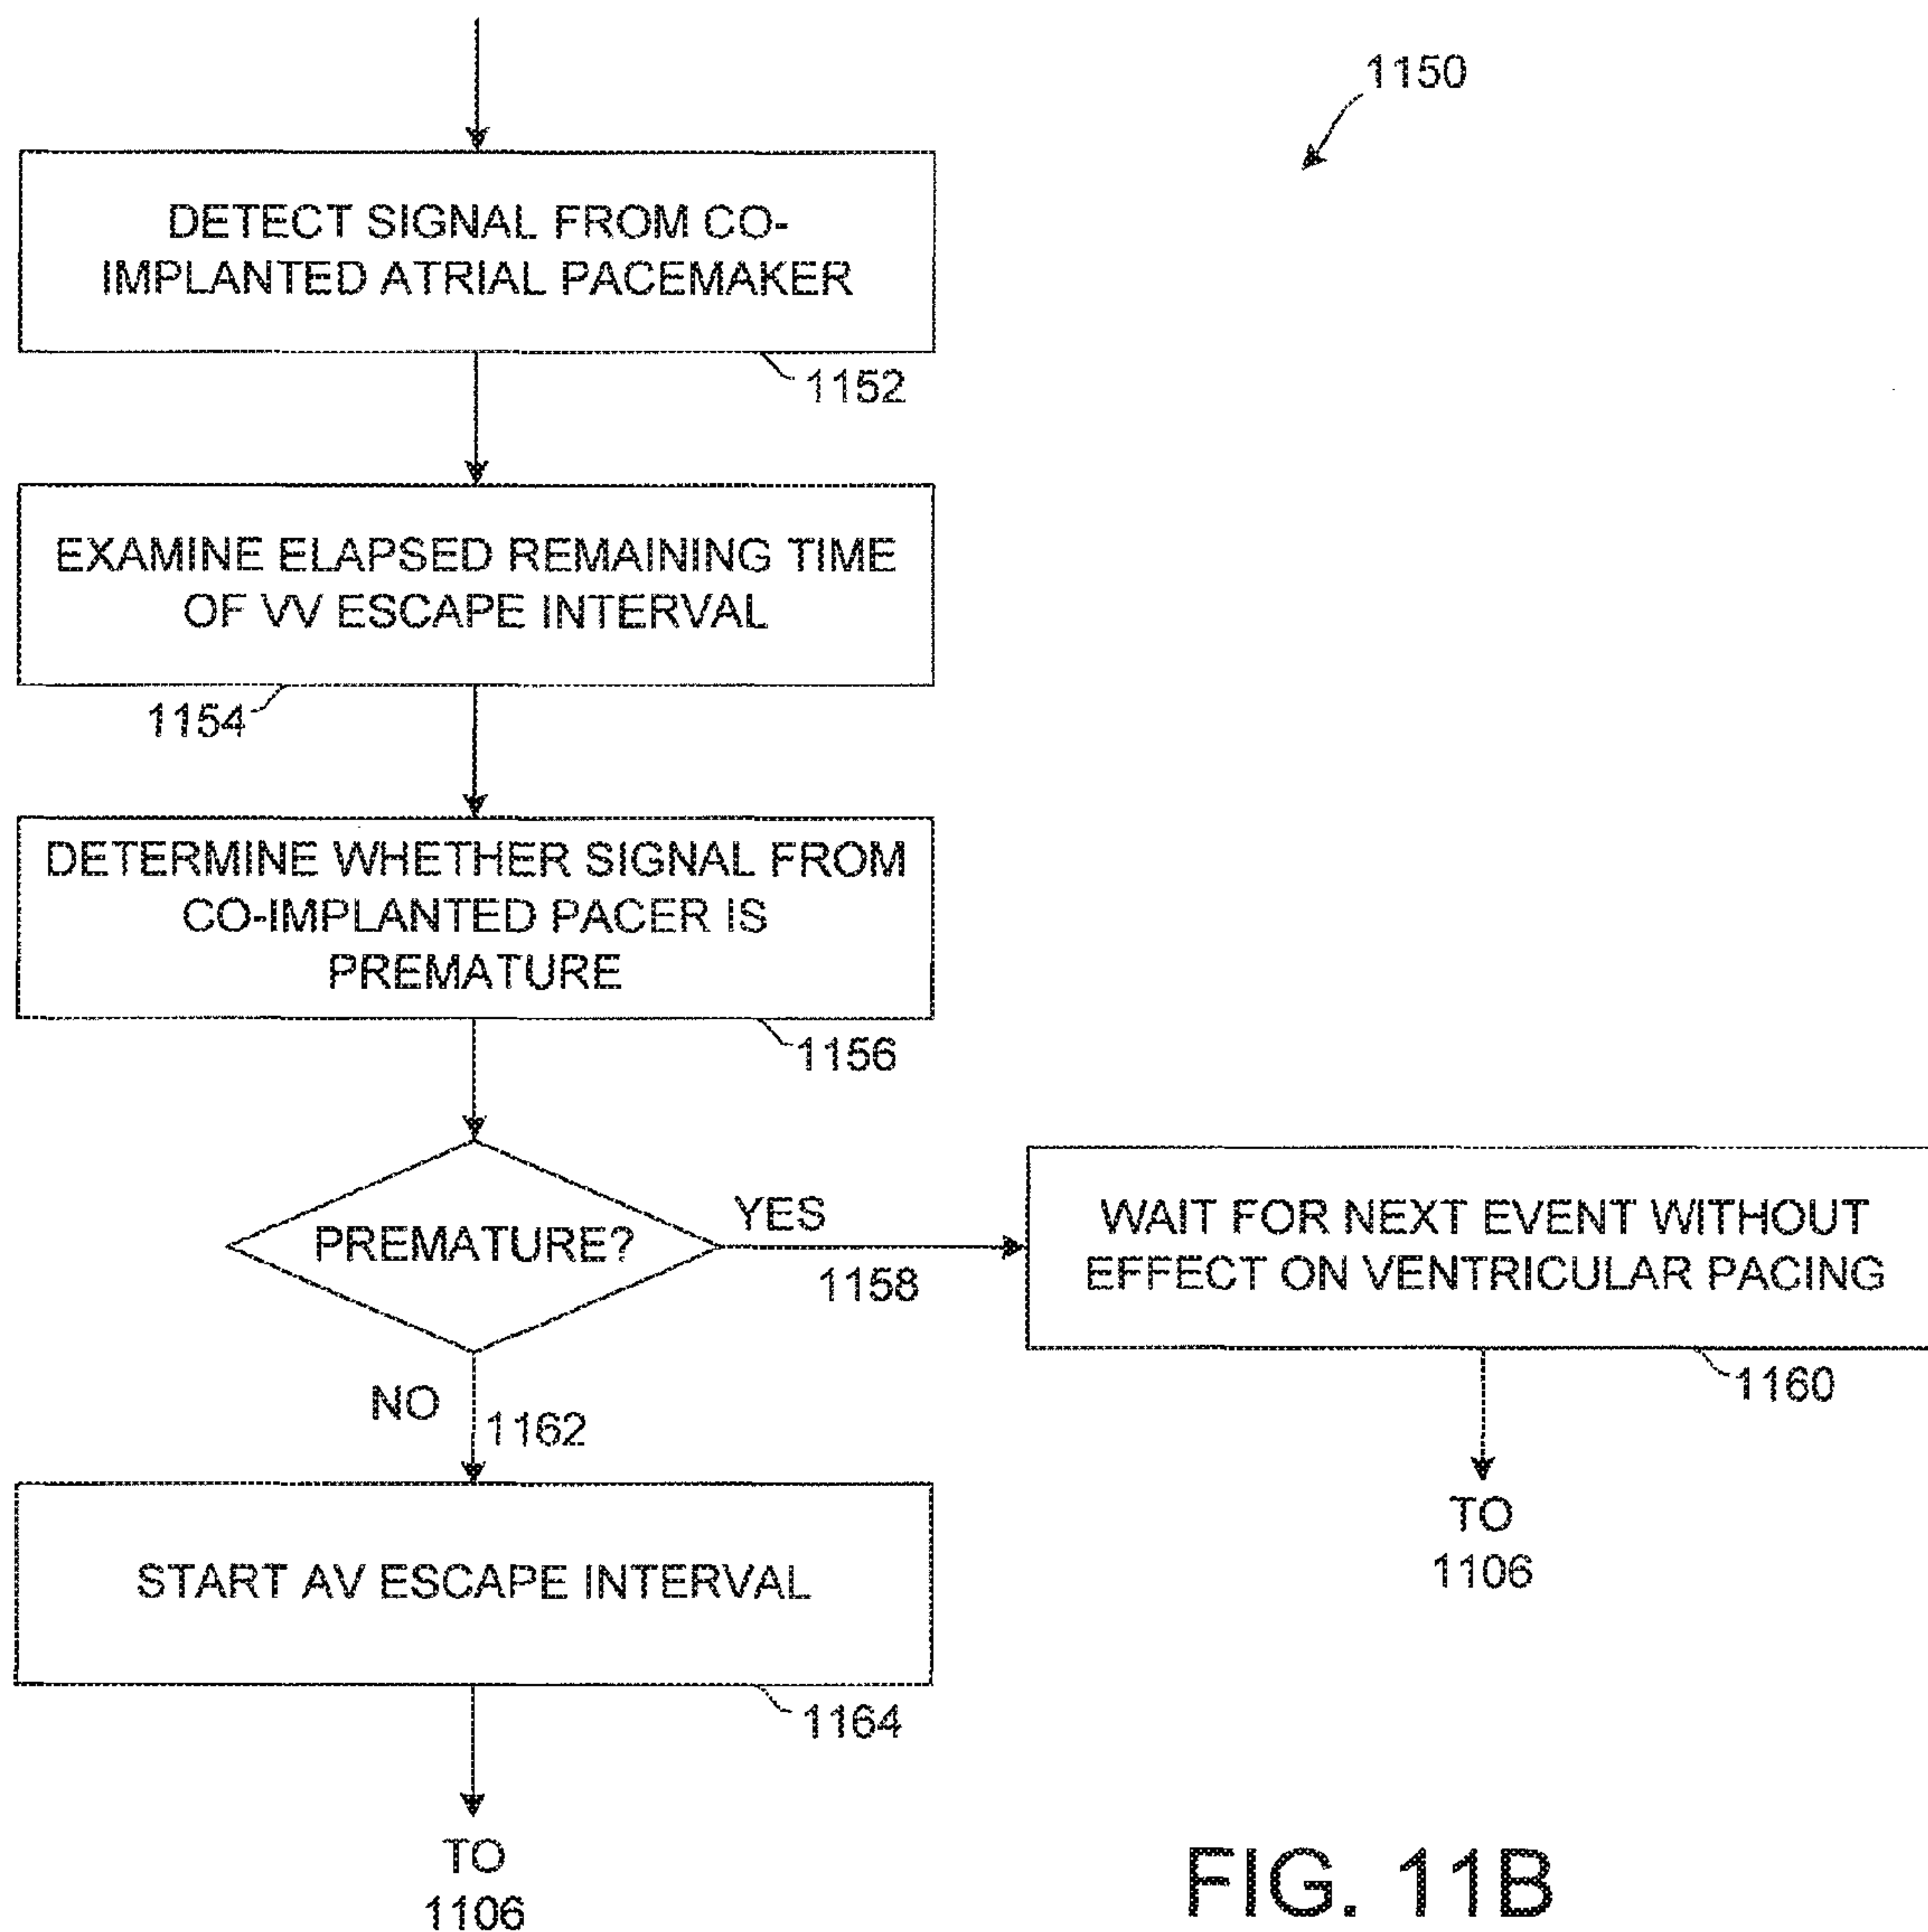 1150
DETECT SIGNAL FROM CO-
IMPLANTED ATRIAL PACEMAKER
1152
EXAMINE ELAPSED REMAINING TIME
OF VV ESCAPE INTERVAL
1154
DETERMINE WHETHER SIGNAL FROM
CO-IMPLANTED PACER IS
PREMATURE
1156
PREMATURE?
YES
1158
WAIT FOR NEXT EVENT WITHOUT
EFFECT ON VENTRICULAR PACING
1160
TO
1106
NO
1162
START AV ESCAPE INTERVAL
1164
TO
1106
FIG. 11B